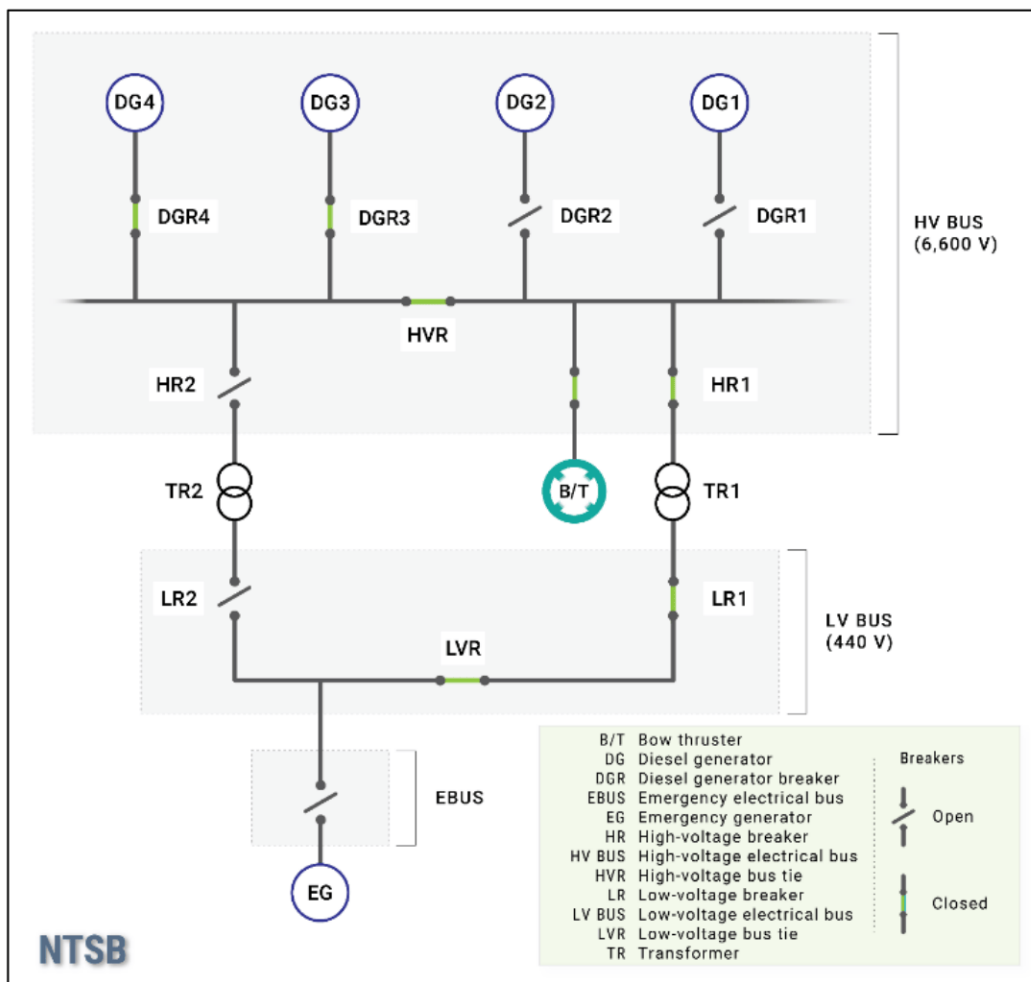 DG4
DG3
DG2
DG1
DGR4
DGR3
DGR2
DGR1
HV BUS
(6,600 V)
HVR
HR2
HR1
TR2
B/T
TR1
LR2
LR1
LV BUS
(440 V)
LVR
EBUS
EG
B/T Bow thruster
DG Diesel generator
DGR Diesel generator breaker
EBUS Emergency electrical bus
EG Emergency generator
HR High-voltage breaker
HV BUS High-voltage electrical bus
HVR High-voltage bus tie
LR Low-voltage breaker
LV BUS Low-voltage electrical bus
LVR Low-voltage bus tie
TR Transformer
Breakers
Open
Closed
NTSB